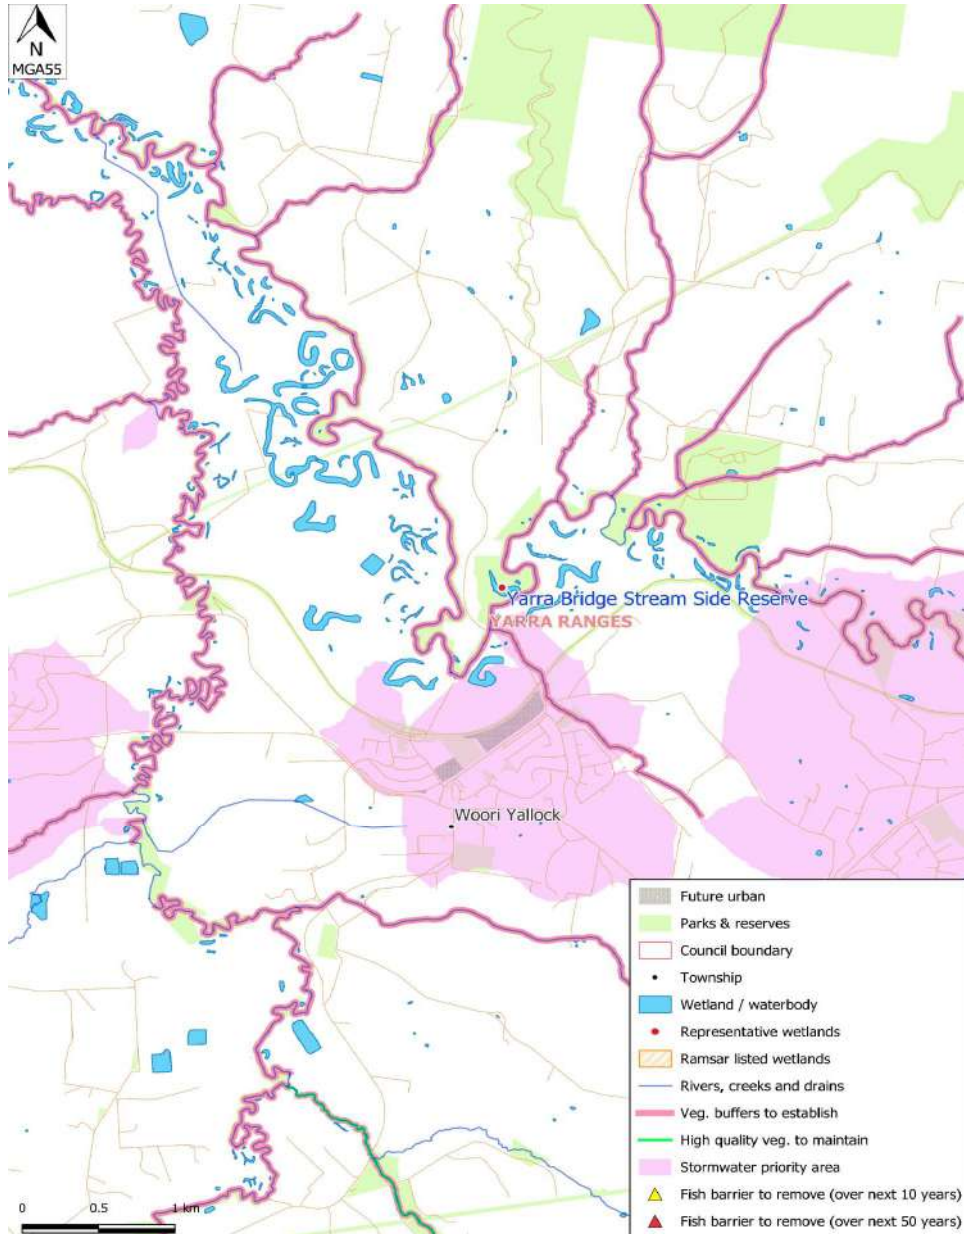 N
MGA55
Yarra Bridge Stream Side Reserve
YARRA RANGES
Woori Yallock
Future urban
Parks & reserves
Council boundary
Township
Wetland / waterbody
Representative wetlands
Ramsar listed wetlands
Rivers, creeks and drains
Veg. buffers to establish
High quality veg. to maintain
Stormwater priority area
Fish barrier to remove (over next 10 years)
Fish barrier to remove (over next 50 years)
0 0.5 1 km